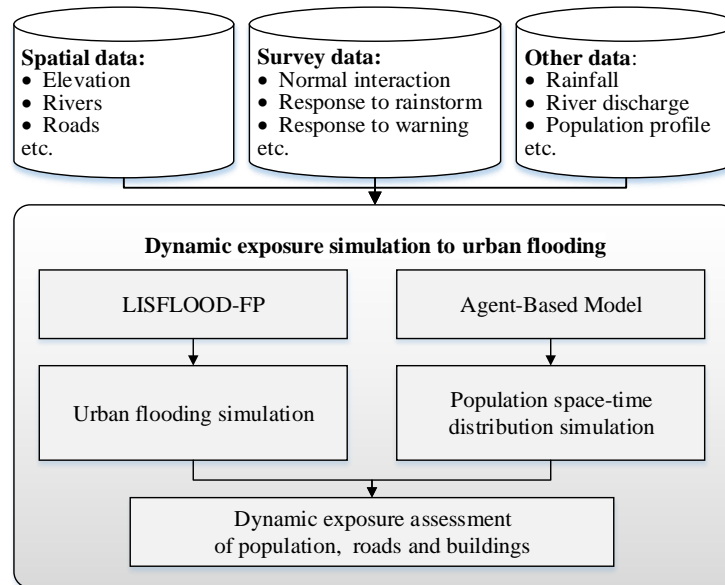 Spatial data:
• Elevation
• Rivers
• Roads
etc.
Survey data:
• Normal interaction
• Response to rainstorm
• Response to warning
etc.
Other data:
• Rainfall
• River discharge
• Population profile
etc.
Dynamic exposure simulation to urban flooding
LISFLOOD-FP
Agent-Based Model
Urban flooding simulation
Population space-time
distribution simulation
Dynamic exposure assessment
of population, roads and buildings